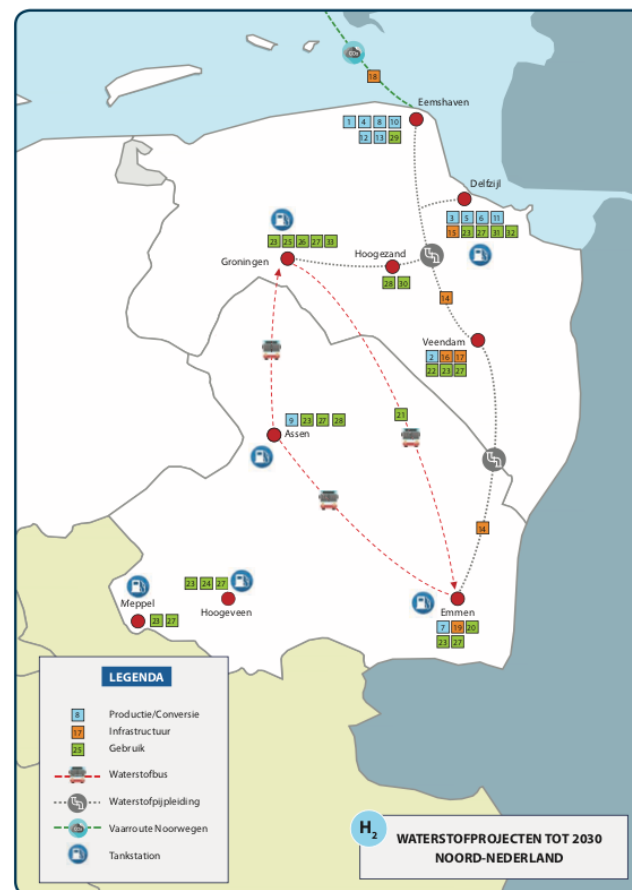 18
Eemshaven
1 4 8 10
12 13 29
Delfzijl
3 5 6 11
15 23 27 31 32
23 25 26 27 33
Groningen
Hoogezand
28 30
14
Veendam
2 16 17
22 23 27
9 23 27 28
Assen
21
14
23 24 27
Hoogeveen
Meppel
23 27
Emmen
7 19 20
23 27
LEGENDA
8 Productie/Conversie
17 Infrastructuur
25 Gebruik
Waterstofbus
Waterstofpijpleiding
Vaarroute Noorwegen
Tankstation
H₂
WATERSTOFPROJECTEN TOT 2030
NOORD-NEDERLAND